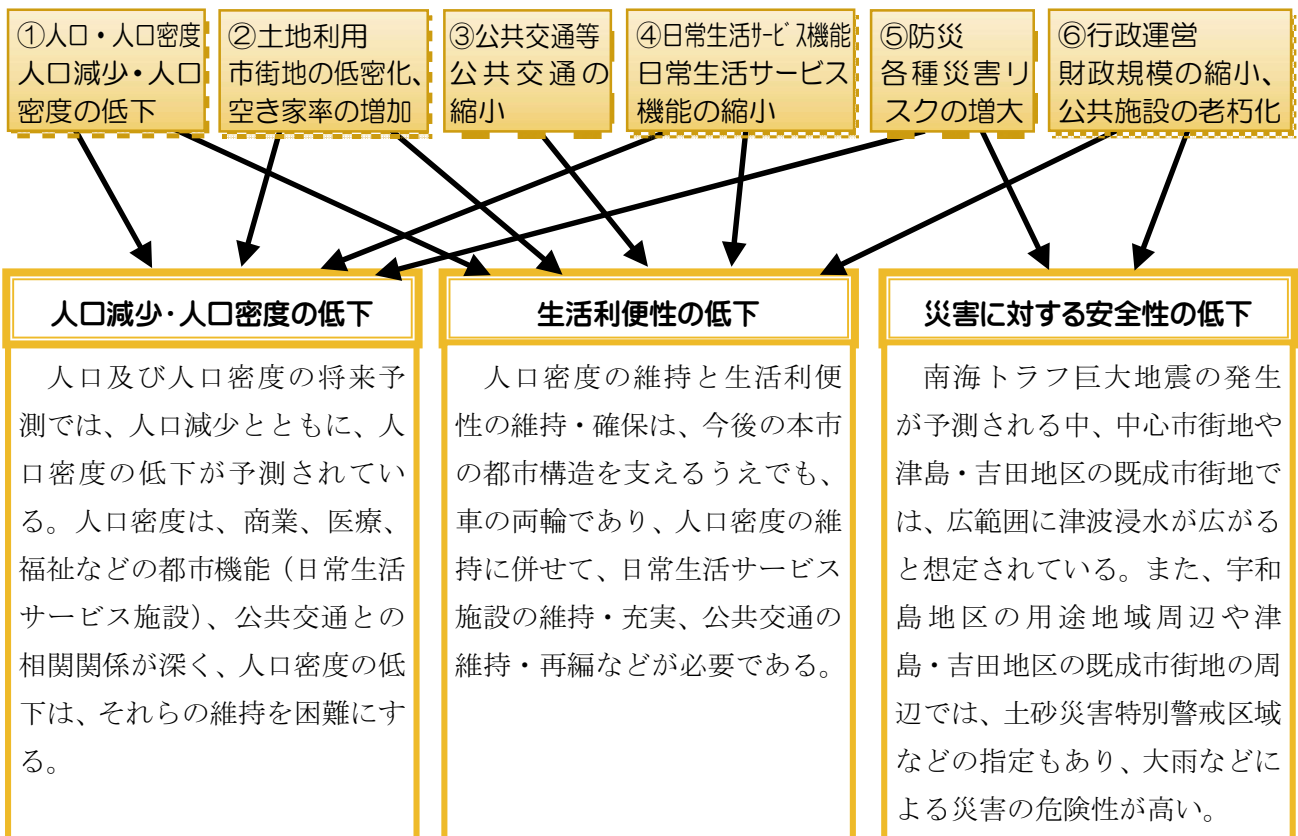 ①人口・人口密度
人口減少・人口
密度の低下
②土地利用
市街地の低密化、
空き家率の増加
③公共交通等
公共交通の
縮小
④日常生活ｻｰﾋﾞｽ機能
日常生活サービス
機能の縮小
⑤防災
各種災害リ
スクの増大
⑥行政運営
財政規模の縮小、
公共施設の老朽化
人口減少・人口密度の低下
人口及び人口密度の将来予
測では、人口減少とともに、人
口密度の低下が予測されてい
る。人口密度は、商業、医療、
福祉などの都市機能（日常生活
サービス施設）、公共交通との
相関関係が深く、人口密度の低
下は、それらの維持を困難にす
る。
生活利便性の低下
人口密度の維持と生活利便
性の維持・確保は、今後の本市
の都市構造を支えるうえでも、
車の両輪であり、人口密度の維
持に併せて、日常生活サービス
施設の維持・充実、公共交通の
維持・再編などが必要である。
災害に対する安全性の低下
南海トラフ巨大地震の発生
が予測される中、中心市街地や
津島・吉田地区の既成市街地で
は、広範囲に津波浸水が広がる
と想定されている。また、宇和
島地区の用途地域周辺や津
島・吉田地区の既成市街地の周
辺では、土砂災害特別警戒区域
などの指定もあり、大雨などに
よる災害の危険性が高い。